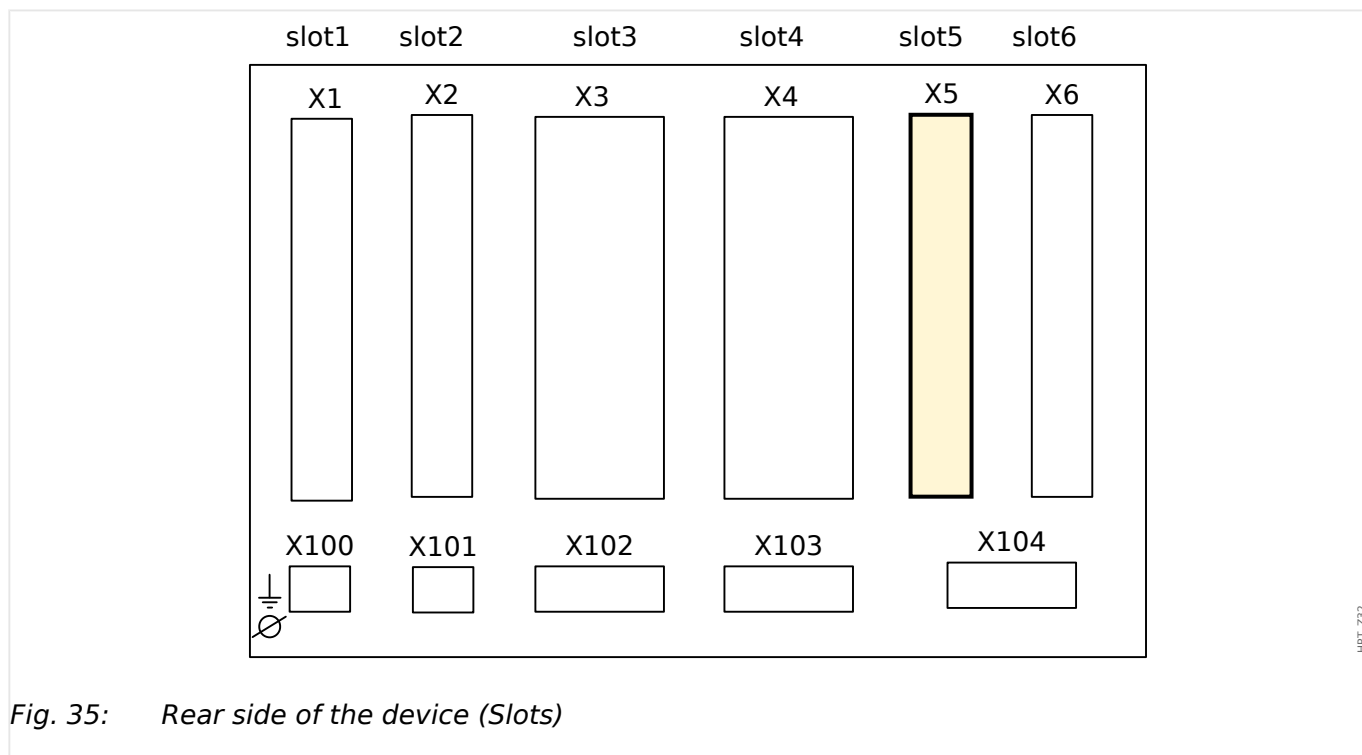 slot1 slot2 slot3 slot4 slot5 slot6
X1 X2 X3 X4 X5 X6
X100 X101 X102 X103 X104
Fig. 35: Rear side of the device (Slots)